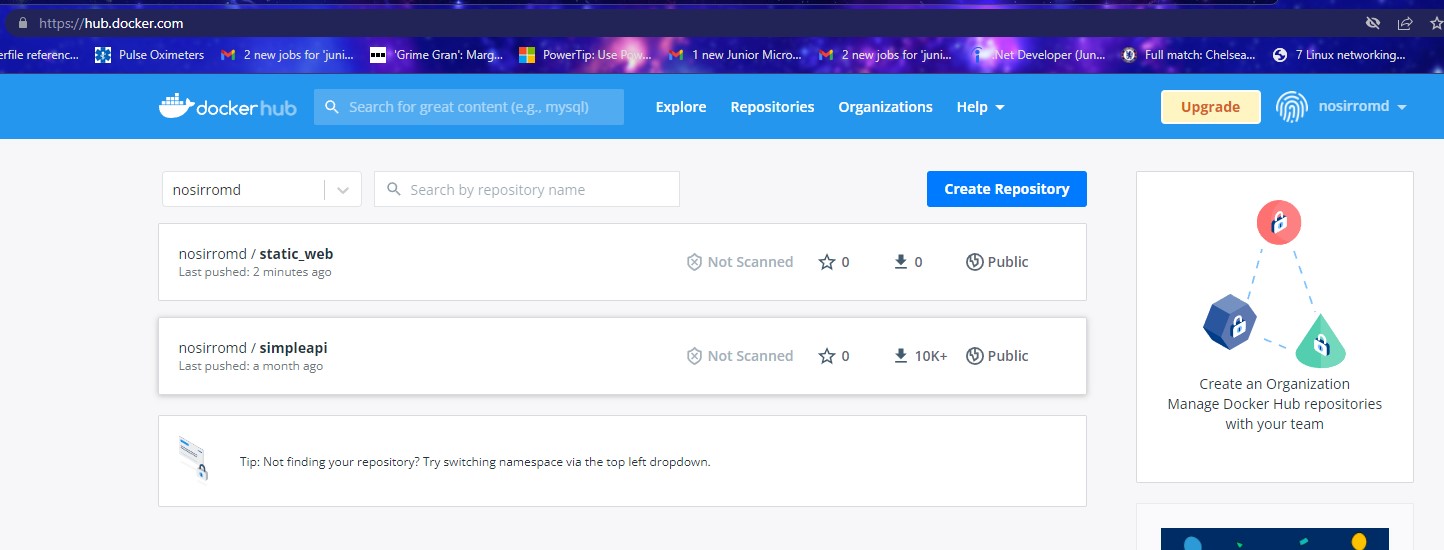 https://hub.docker.com
erfile referenc...
Pulse Oximeters
2 new jobs for 'juni...
'Grime Gran': Marg...
PowerTip: Use Pow...
1 new Junior Micro...
2 new jobs for 'juni...
.Net Developer (Jun...
Full match: Chelsea...
7 Linux networking...
docker hub
Search for great content (e.g., mysql)
Explore
Repositories
Organizations
Help
Upgrade
nosirromd
nosirromd
Search by repository name
Create Repository
nosirromd / static_web
Last pushed: 2 minutes ago
Not Scanned
0
0
Public
nosirromd / simpleapi
Last pushed: a month ago
Not Scanned
0
10K+
Public
Tip: Not finding your repository? Try switching namespace via the top left dropdown.
Create an Organization
Manage Docker Hub repositories
with your team